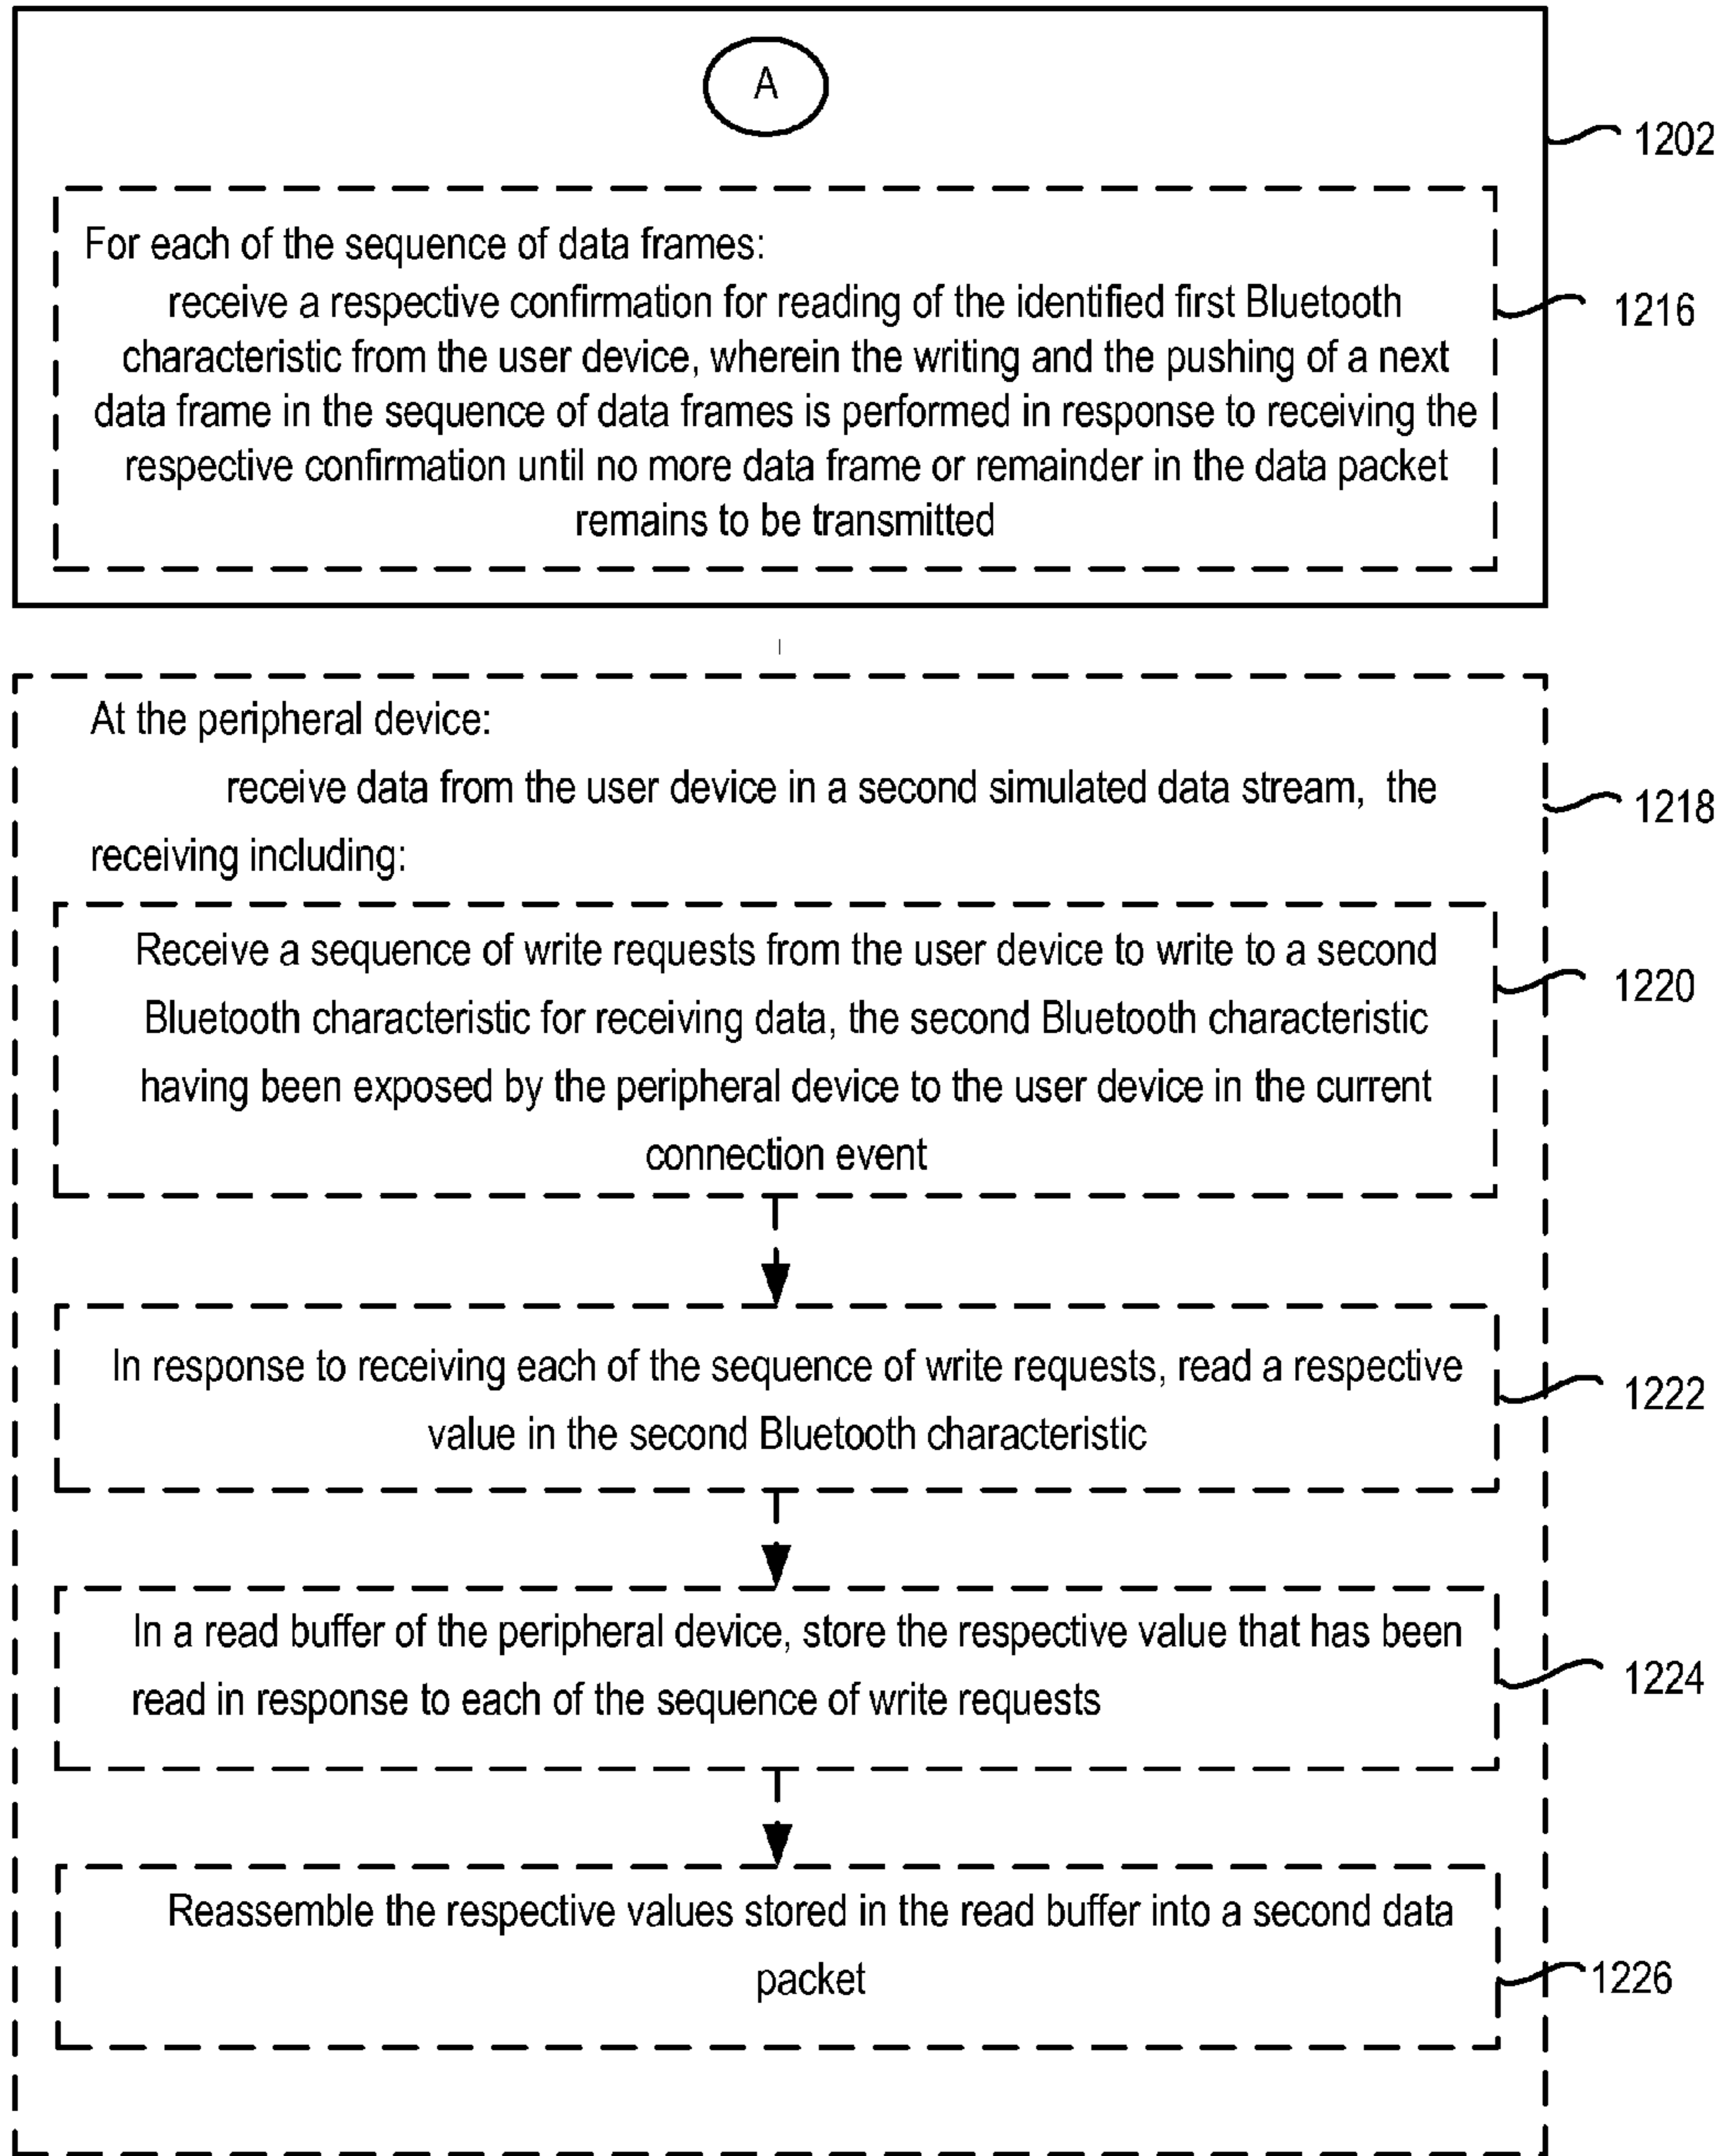 A
1202
For each of the sequence of data frames:
receive a respective confirmation for reading of the identified first Bluetooth
characteristic from the user device, wherein the writing and the pushing of a next
data frame in the sequence of data frames is performed in response to receiving the
respective confirmation until no more data frame or remainder in the data packet
remains to be transmitted
1216
At the peripheral device:
receive data from the user device in a second simulated data stream, the
receiving including:
1218
Receive a sequence of write requests from the user device to write to a second
Bluetooth characteristic for receiving data, the second Bluetooth characteristic
having been exposed by the peripheral device to the user device in the current
connection event
1220
In response to receiving each of the sequence of write requests, read a respective
value in the second Bluetooth characteristic
1222
In a read buffer of the peripheral device, store the respective value that has been
read in response to each of the sequence of write requests
1224
Reassemble the respective values stored in the read buffer into a second data
packet
1226